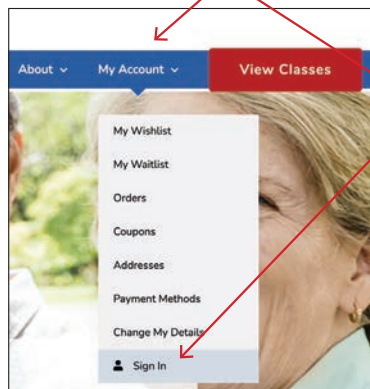 About My Account View Classes
My Wishlist
My Waitlist
Orders
Coupons
Addresses
Payment Methods
Change My Details
Sign In